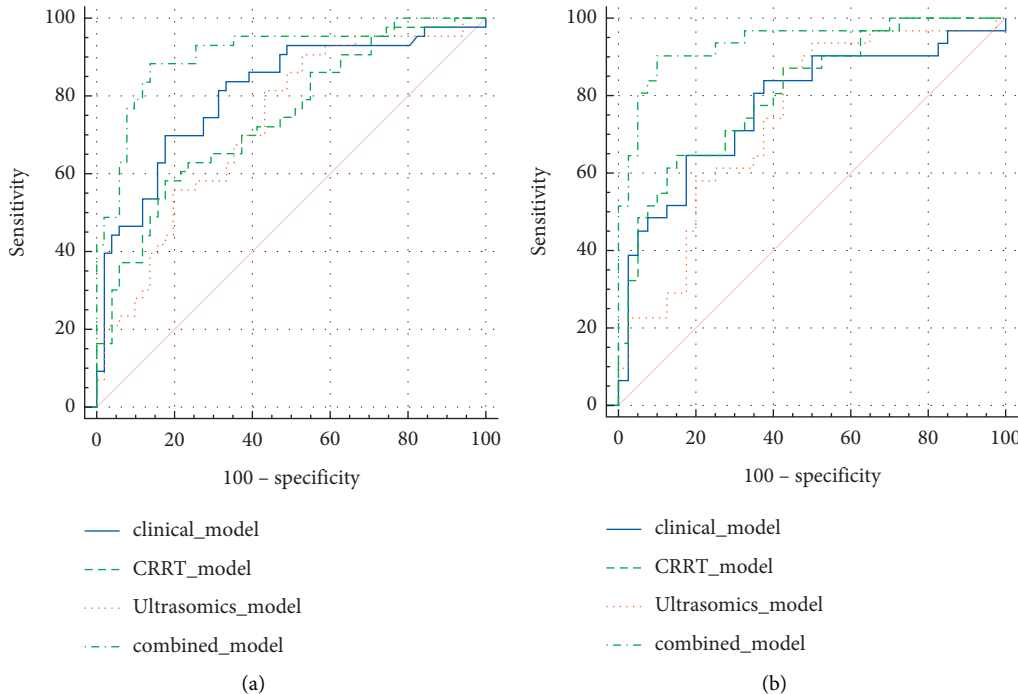 100
80
60
40
20
0
Sensitivity
0 20 40 60 80 100
100 – specificity
clinical_model
CRRT_model
Ultrasomics_model
combined_model
(a)
100
80
60
40
20
0
Sensitivity
0 20 40 60 80 100
100 – specificity
clinical_model
CRRT_model
Ultrasomics_model
combined_model
(b)